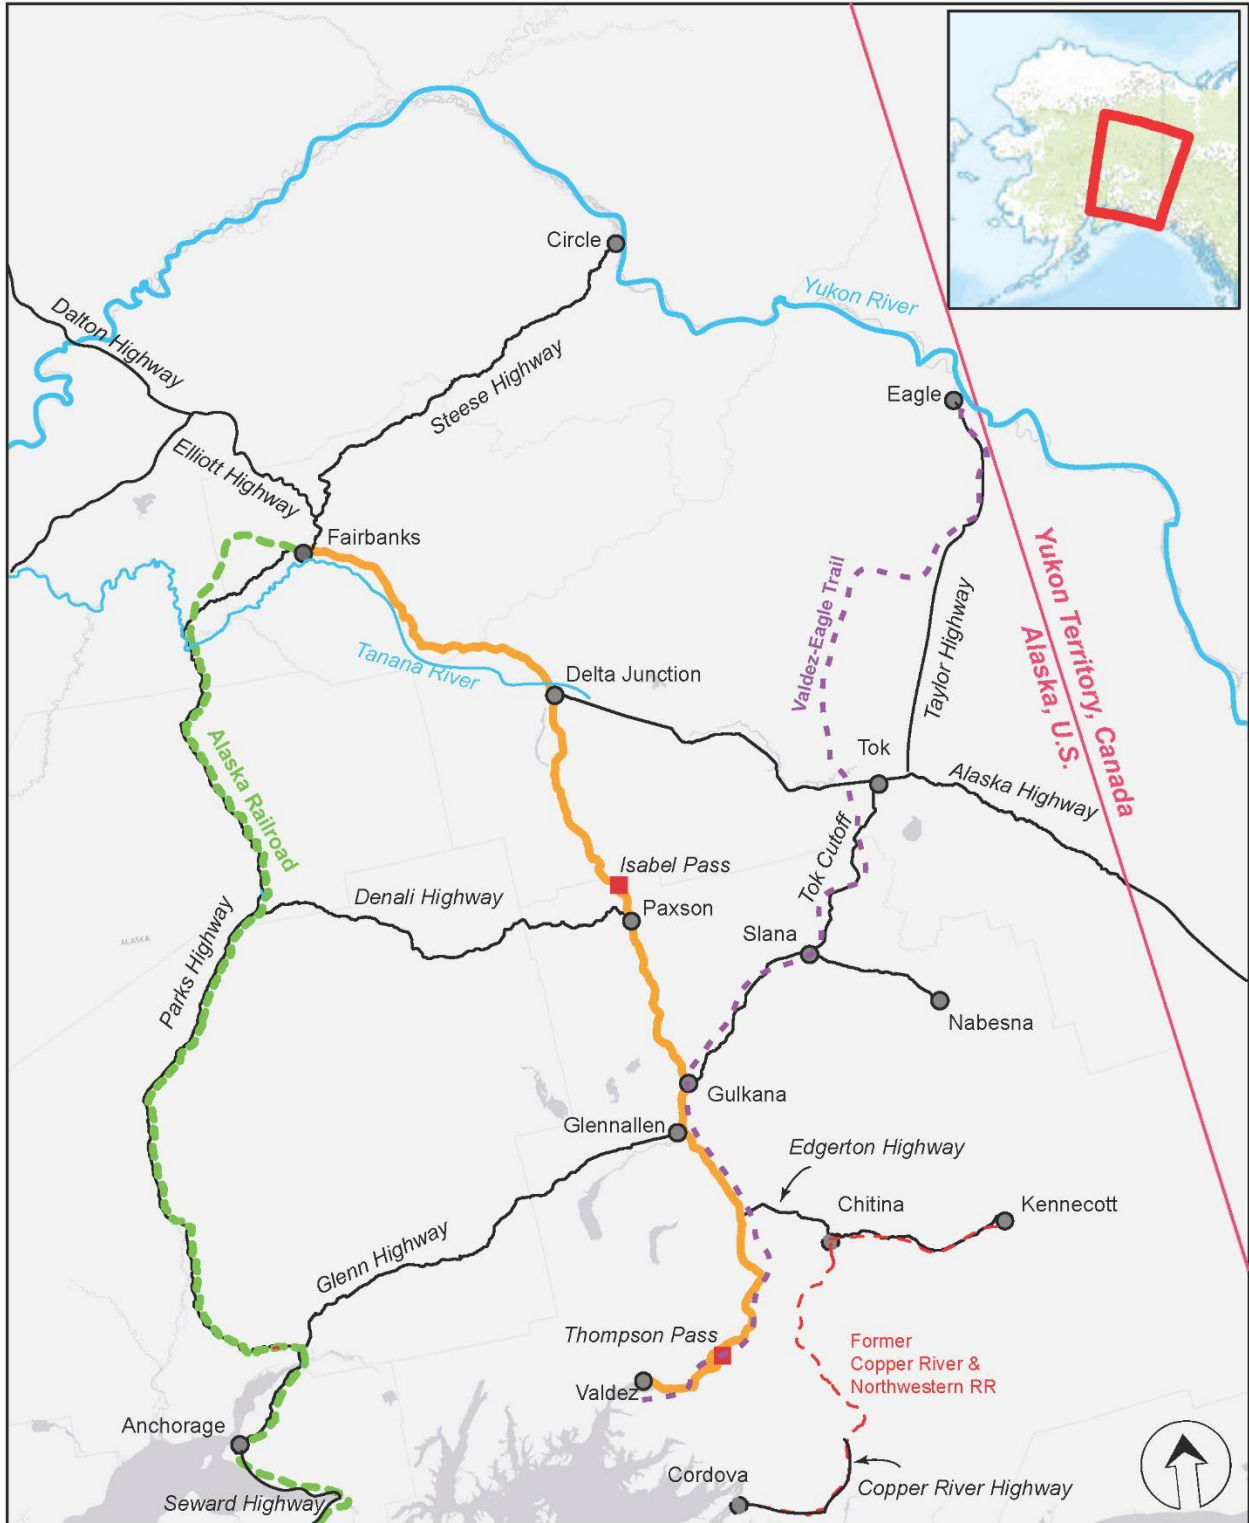 Circle
Yukon River
Dalton Highway
Steese Highway
Eagle
Elliott Highway
Fairbanks
Yukon Territory, Canada
Alaska, U.S.
Valdez-Eagle Trail
Taylor Highway
Tanana River
Delta Junction
Alaska Railroad
Tok
Alaska Highway
Tok Cutoff
Isabel Pass
Denali Highway
Paxson
ALASKA
Parks Highway
Slana
Nabesna
Gulkana
Glennallen
Edgerton Highway
Chitina
Kennecott
Glenn Highway
Thompson Pass
Former
Copper River &
Northwestern RR
Valdez
Anchorage
Cordova
Copper River Highway
Seward Highway